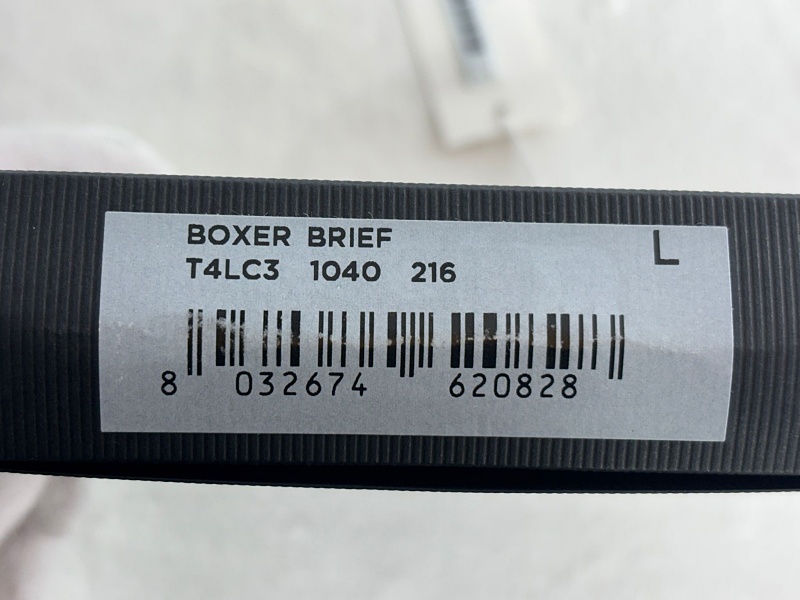 BOXER BRIEF
L
T4LC3 1040 216
8 032674 620828